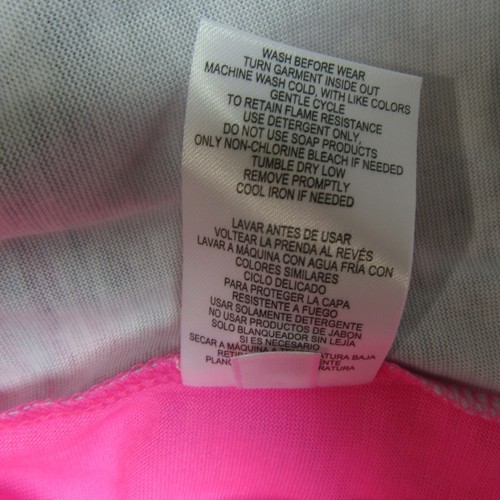 WASH BEFORE WEAR
TURN GARMENT INSIDE OUT
MACHINE WASH COLD, WITH LIKE COLORS
GENTLE CYCLE
TO RETAIN FLAME RESISTANCE
USE DETERGENT ONLY,
DO NOT USE SOAP PRODUCTS
ONLY NON-CHLORINE BLEACH IF NEEDED
TUMBLE DRY LOW
REMOVE PROMPTLY
COOL IRON IF NEEDED
LAVAR ANTES DE USAR
VOLTEAR LA PRENDA AL REVÉS
LAVAR A MÁQUINA CON AGUA FRÍA CON
COLORES SIMILARES
CICLO DELICADO
PARA PROTEGER LA CAPA
RESISTENTE A FUEGO
USAR SOLAMENTE DETERGENTE
NO USAR PRODUCTOS DE JABON
SOLO BLANQUEADOR SIN LEJÍA
SI ES NECESARIO
SECAR A MÁQUINA A BAJA